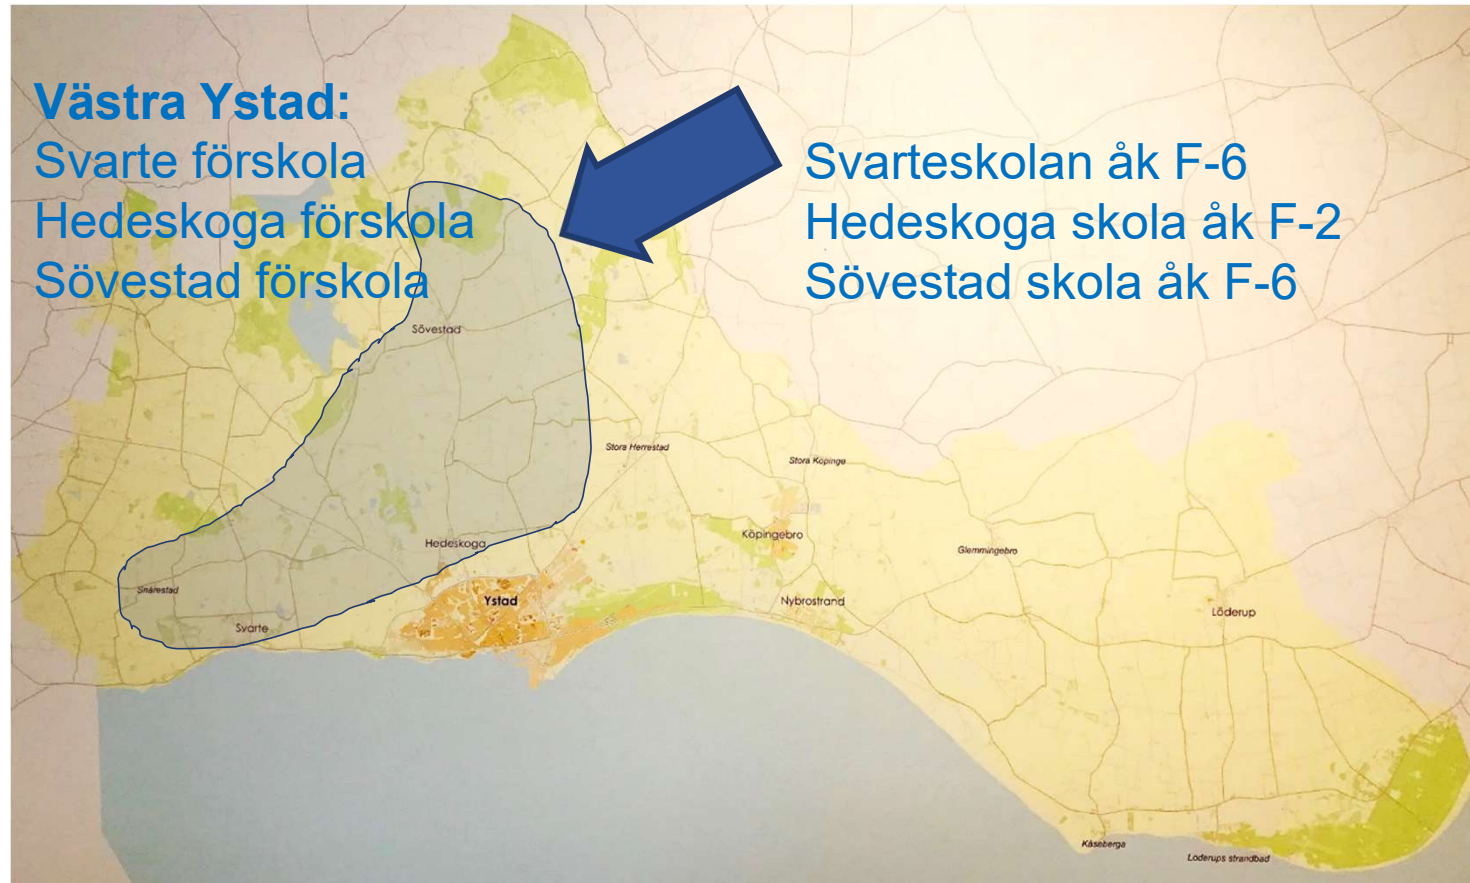 Västra Ystad:
Svarte förskola
Hedeskoga förskola
Sövestad förskola
Svarteskolan åk F-6
Hedeskoga skola åk F-2
Sövestad skola åk F-6
Sövestad
Stora Herrestad
Stora Köpinge
Hedeskoga
Köpingebro
Glemmingebro
Snårestad
Ystad
Nybrostrand
Löderup
Svarte
Kåseberga
Löderups strandbad